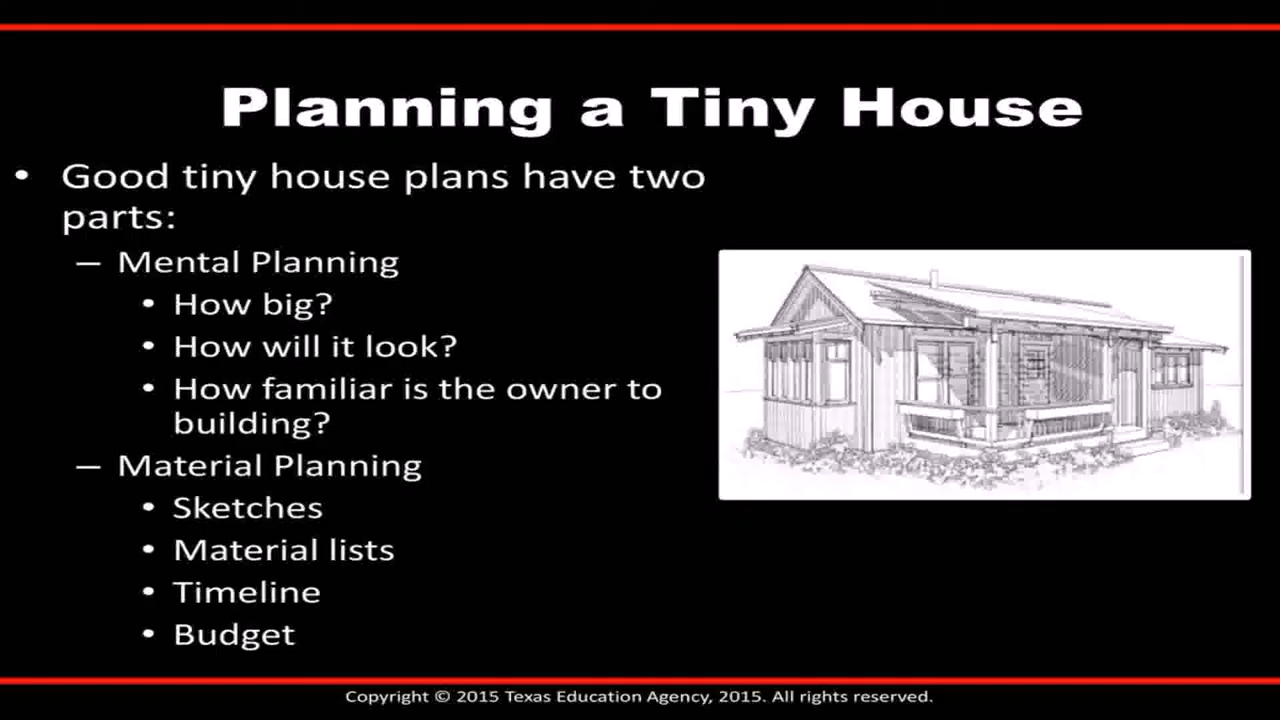 Planning a Tiny House
• Good tiny house plans have two
parts:
– Mental Planning
• How big?
• How will it look?
• How familiar is the owner to
building?
– Material Planning
• Sketches
• Material lists
• Timeline
• Budget
Copyright © 2015 Texas Education Agency, 2015. All rights reserved.